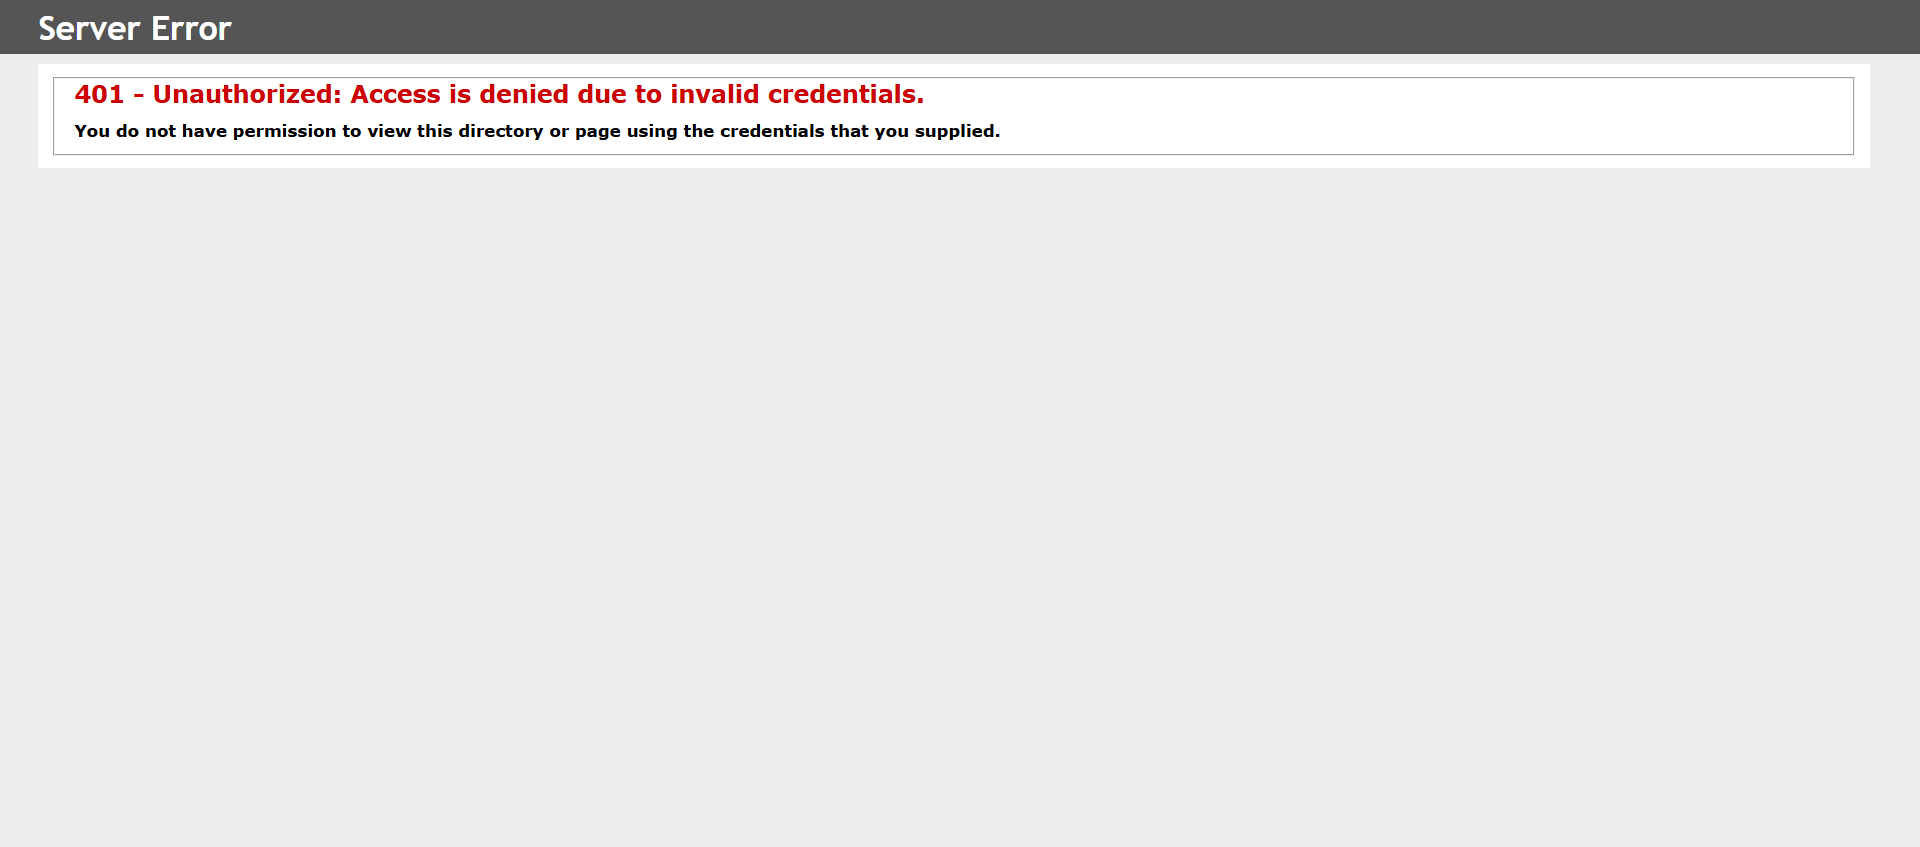 Server Error
401 - Unauthorized: Access is denied due to invalid credentials.
You do not have permission to view this directory or page using the credentials that you supplied.